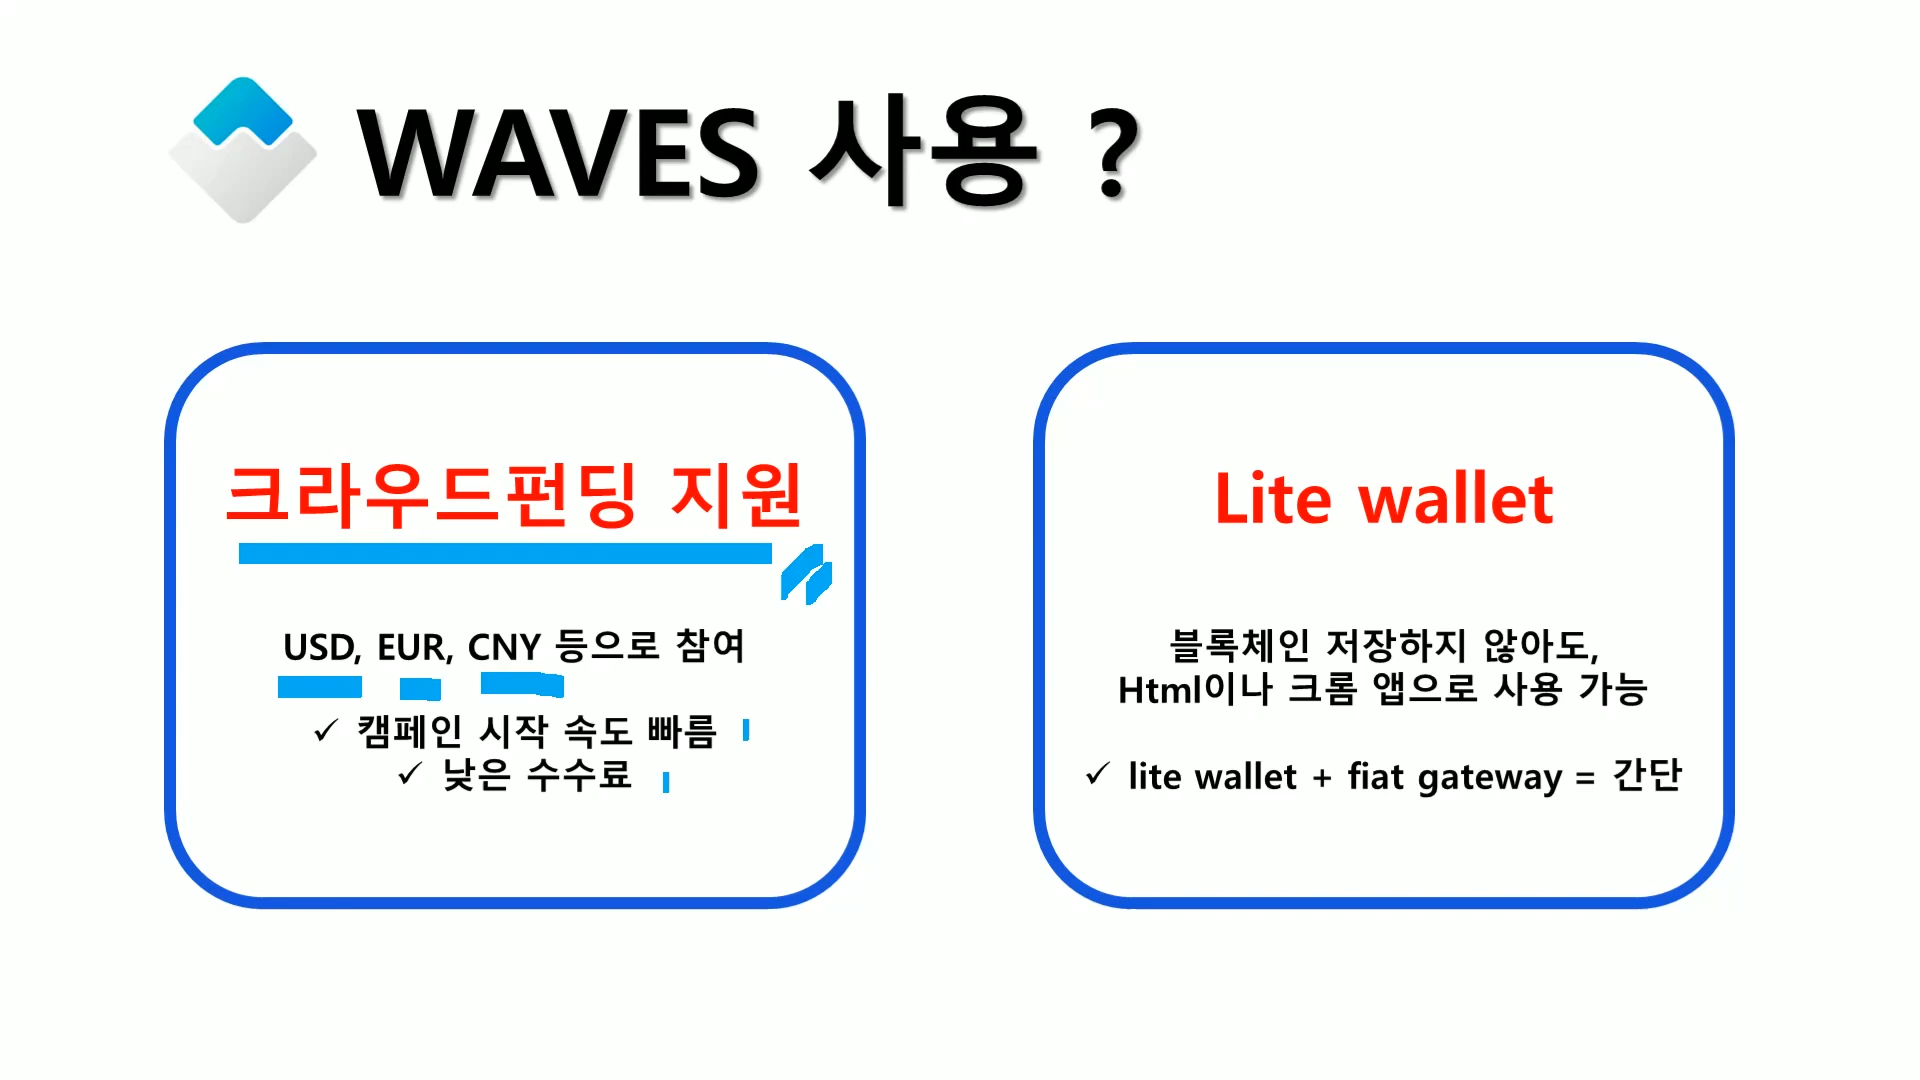 WAVES 사용 ?
크라우드펀딩 지원
USD, EUR, CNY 등으로 참여
✓ 캠페인 시작 속도 빠름
✓ 낮은 수수료
Lite wallet
블록체인 저장하지 않아도,
Html이나 크롬 앱으로 사용 가능
✓ lite wallet + fiat gateway = 간단